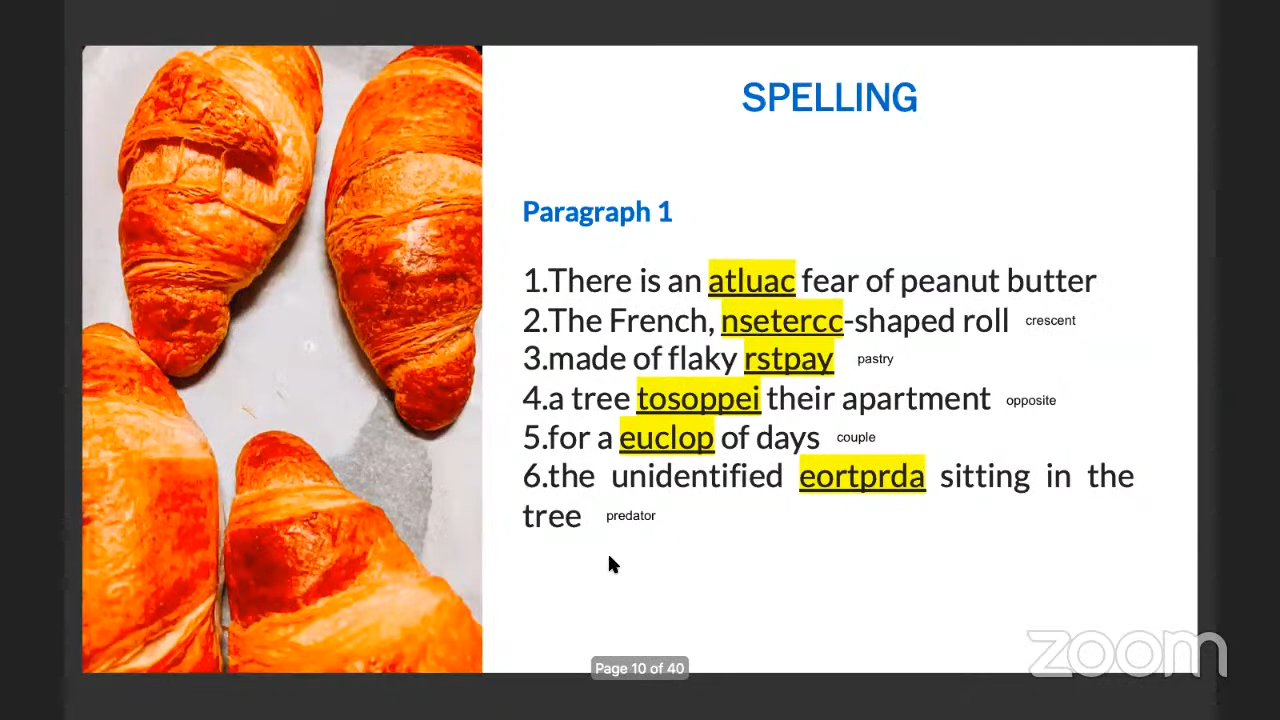 SPELLING
Paragraph 1
1.There is an atluac fear of peanut butter
2.The French, nsetercc-shaped roll crescent
3.made of flaky rstpay pastry
4.a tree tosoppei their apartment opposite
5.for a euclop of days couple
6.the unidentified eortprda sitting in the
tree predator
Page 10 of 40
zoom